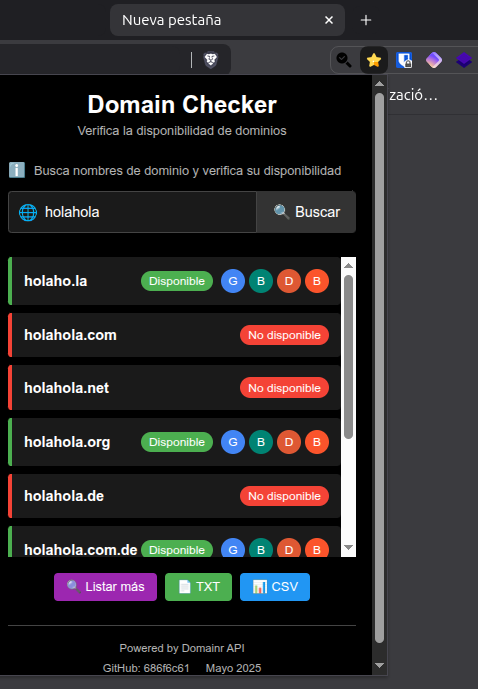 Nueva pestaña
zació…
Domain Checker
Verifica la disponibilidad de dominios
Busca nombres de dominio y verifica su disponibilidad
holahola Buscar
holaho.la Disponible G B D B
holahola.com No disponible
holahola.net No disponible
holahola.org Disponible G B D B
holahola.de No disponible
holahola.com.de Disponible G B D B
Listar más TXT CSV
Powered by Domainr API
GitHub: 686f6c61 Mayo 2025